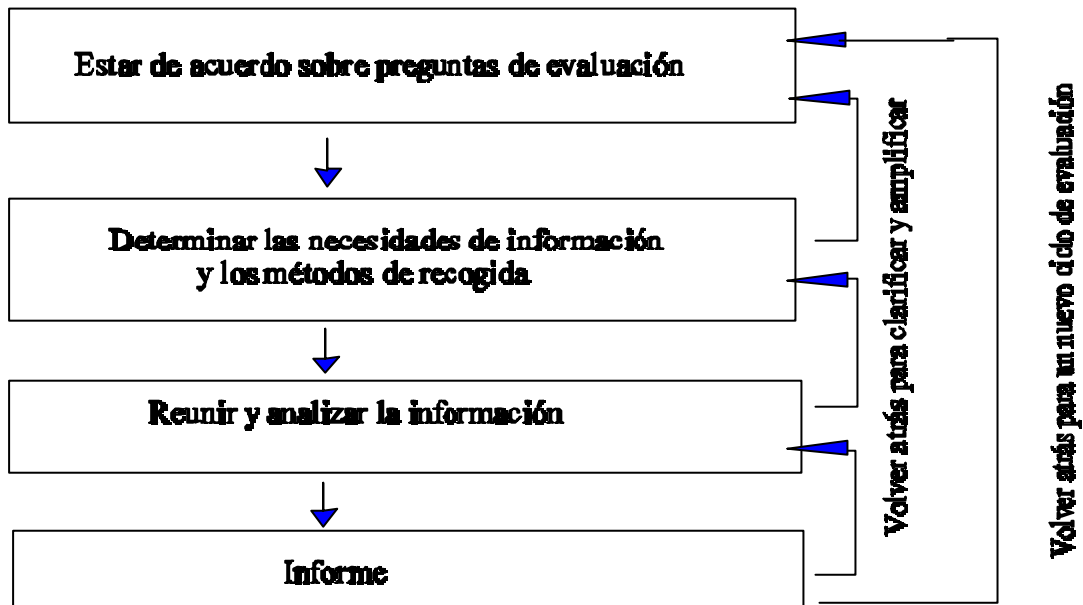 Estar de acuerdo sobre preguntas de evaluación
Determinar las necesidades de información
y los métodos de recogida
Reunir y analizar la información
Informe
Volver atrás para clarificar y amplificar
Volver atrás para un nuevo ciclo de evaluación